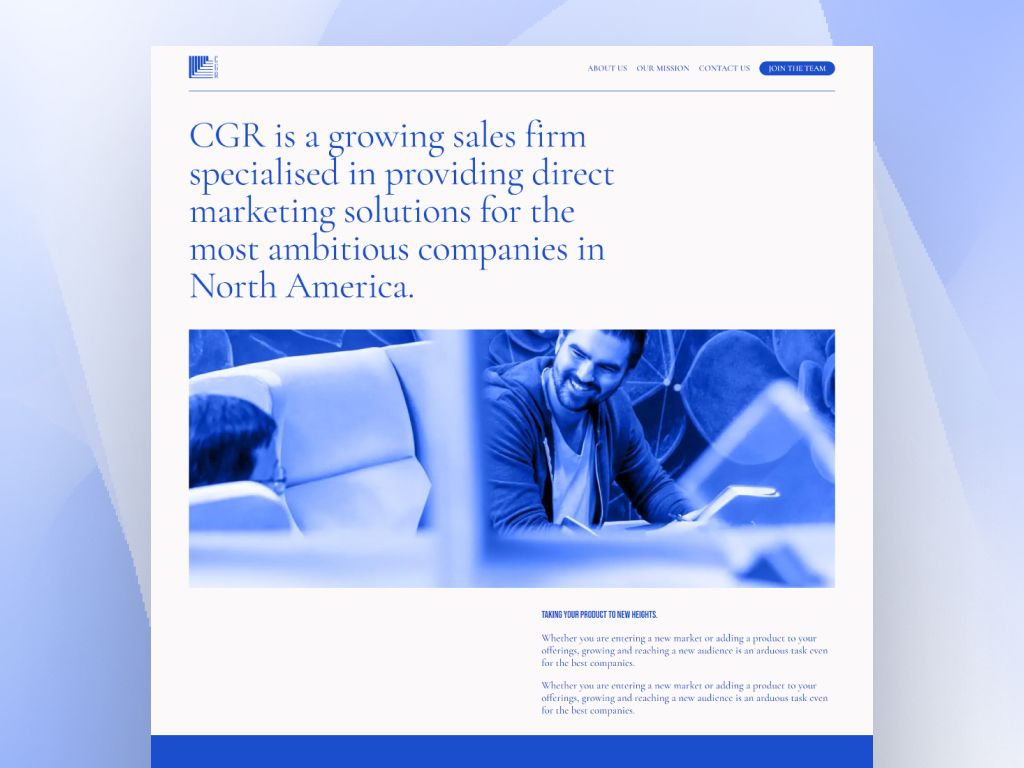 ABOUT US OUR MISSION CONTACT US JOIN THE TEAM
CGR is a growing sales firm
specialised in providing direct
marketing solutions for the
most ambitious companies in
North America.
TAKING YOUR PRODUCT TO NEW HEIGHTS.
Whether you are entering a new market or adding a product to your
offerings, growing and reaching a new audience is an arduous task even
for the best companies.
Whether you are entering a new market or adding a product to your
offerings, growing and reaching a new audience is an arduous task even
for the best companies.